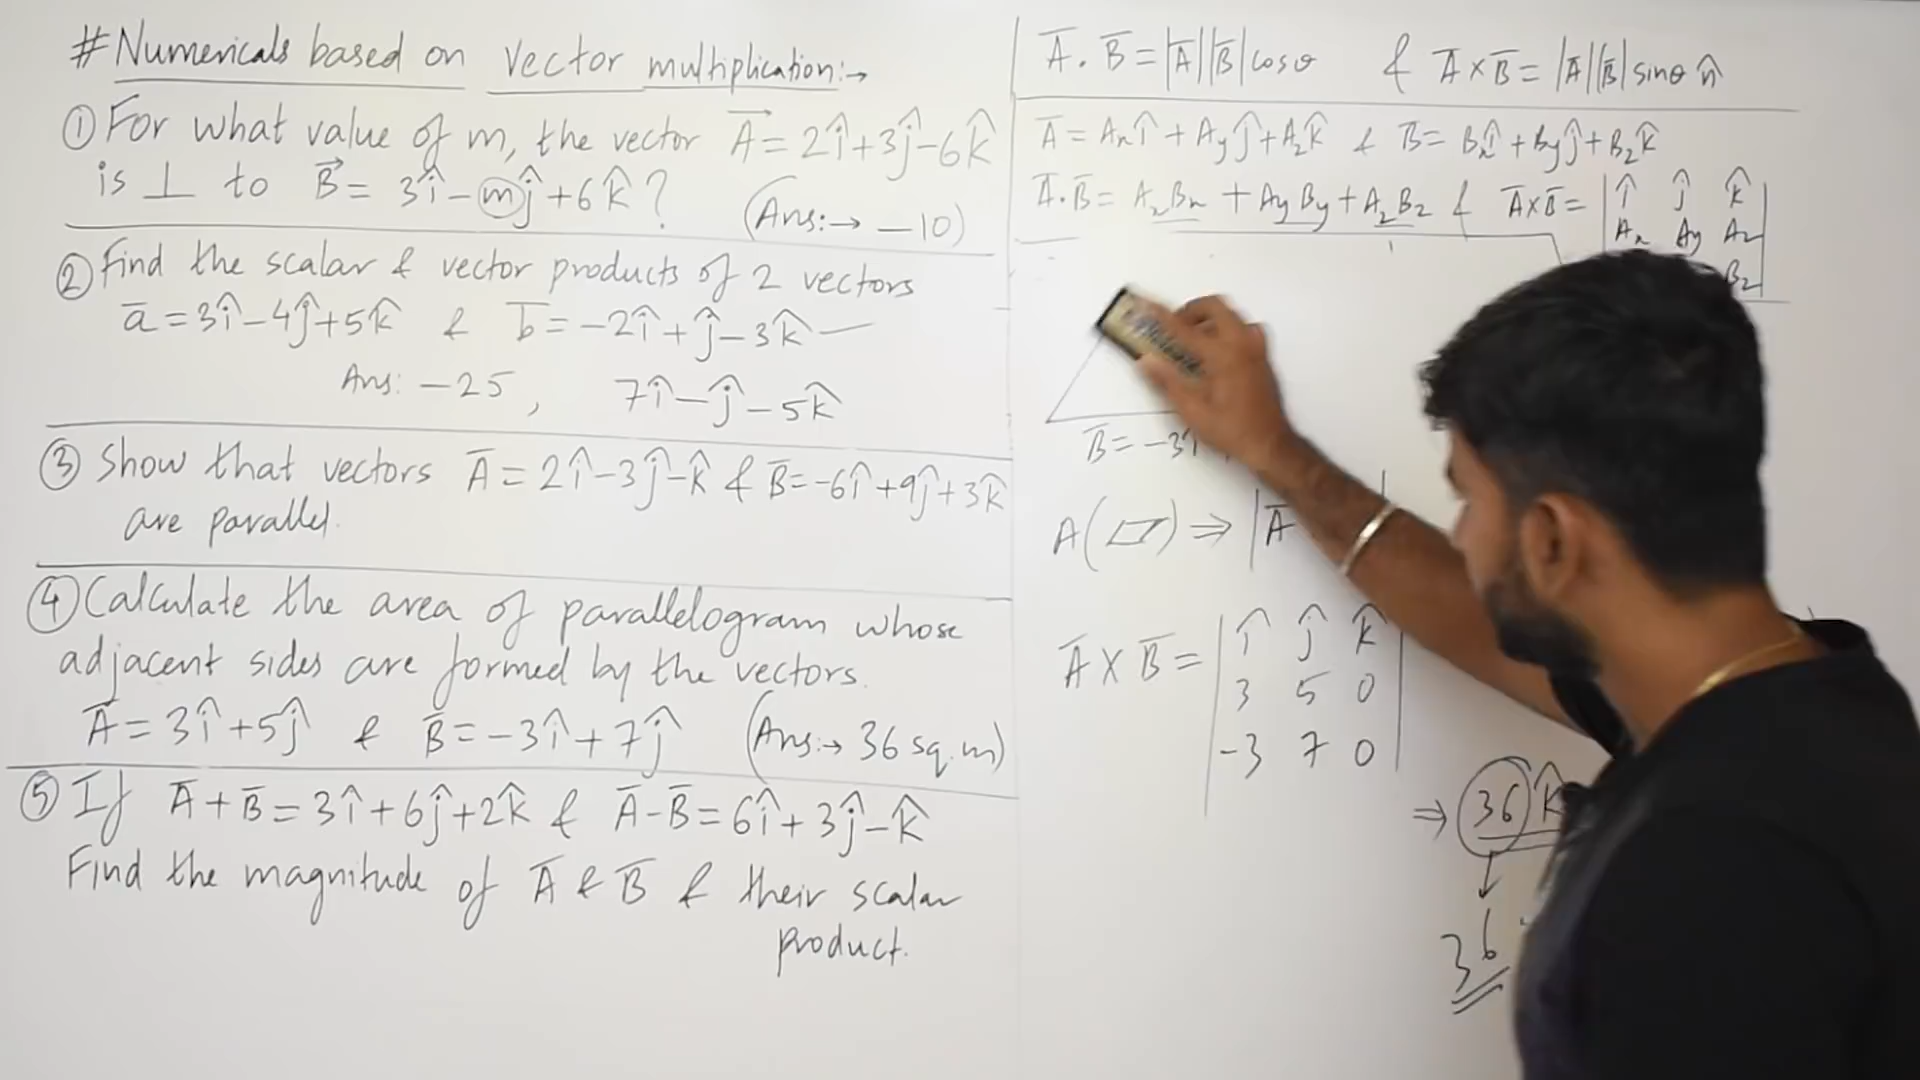 #Numericals based on vector multiplication:→
① For what value of m, the vector A⃗ = 2î+3ĵ−6k̂
is ⊥ to B⃗ = 3î−mĵ+6k̂ ?
(Ans:→ −10)
② Find the scalar & vector products of 2 vectors
a̅ = 3î−4ĵ+5k̂ & b̅ = −2î+ĵ−3k̂ —
Ans: −25 , 7î−ĵ−5k̂
③ Show that vectors A̅ = 2î−3ĵ−k̂ & B̅=−6î+9ĵ+3k̂
are parallel.
④ Calculate the area of parallelogram whose
adjacent sides are formed by the vectors.
A̅ = 3î+5ĵ & B̅ = −3î+7ĵ (Ans:→ 36 sq.m)
⑤ If A̅+B̅ = 3î+6ĵ+2k̂ & A̅-B̅ = 6î+3ĵ−k̂
Find the magnitude of A̅ & B̅ & their scalar
product.
A̅ . B̅ = |A̅||B̅|cosθ & A̅×B̅ = |A̅||B̅|sinθ n̂
A̅ = Axî + Ayĵ+Azk̂ & B̅ = Bxî+Byĵ+Bzk̂
A̅.B̅ = AxBx + AyBy + AzBz & A̅×B̅ = | î ĵ k̂ |
Ax Ay Az
Bz
B̅ = −3î
A(▱) ⇒ |A̅
A̅ × B̅ = | î ĵ k̂ |
3 5 0
−3 7 0
⇒ 36 k̂
36